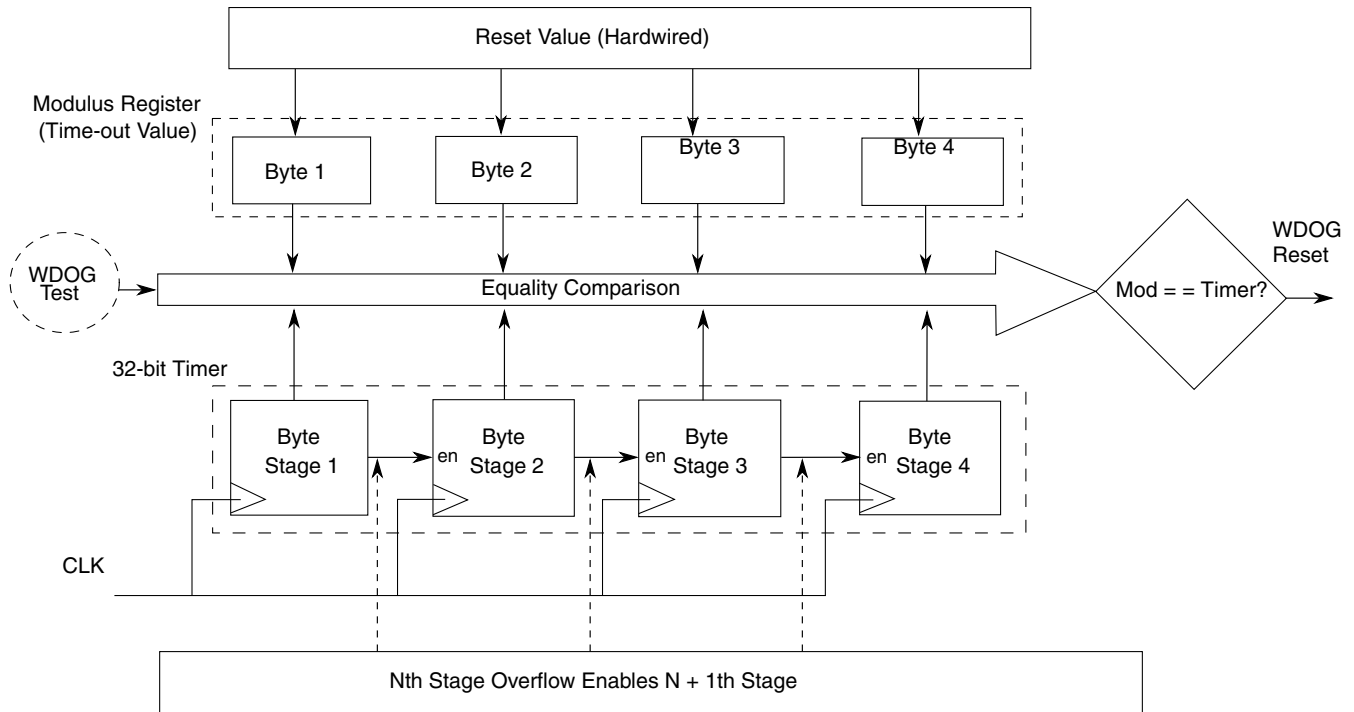 Reset Value (Hardwired)
Modulus Register
(Time-out Value)
Byte 1
Byte 2
Byte 3
Byte 4
WDOG
Test
Equality Comparison
Mod = = Timer?
WDOG
Reset
32-bit Timer
Byte
Stage 1
en
Byte
Stage 2
en
Byte
Stage 3
en
Byte
Stage 4
CLK
Nth Stage Overflow Enables N + 1th Stage